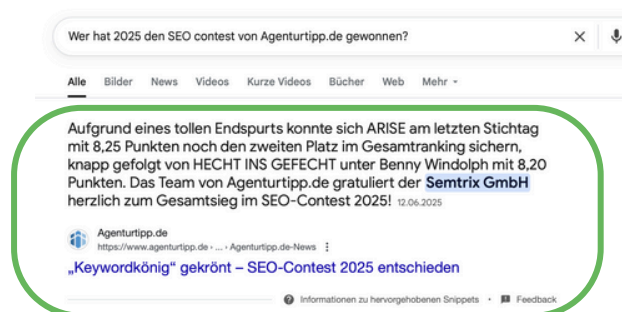 Wer hat 2025 den SEO contest von Agenturtipp.de gewonnen?
Alle Bilder News Videos Kurze Videos Bücher Web Mehr
Aufgrund eines tollen Endspurts konnte sich ARISE am letzten Stichtag
mit 8,25 Punkten noch den zweiten Platz im Gesamtranking sichern,
knapp gefolgt von HECHT INS GEFECHT unter Benny Windolph mit 8,20
Punkten. Das Team von Agenturtipp.de gratuliert der Semtrix GmbH
herzlich zum Gesamtsieg im SEO-Contest 2025! 12.06.2025
Agenturtipp.de
https://www.agenturtipp.de › ... › Agenturtipp.de-News
„Keywordkönig“ gekrönt – SEO-Contest 2025 entschieden
Informationen zu hervorgehobenen Snippets • Feedback